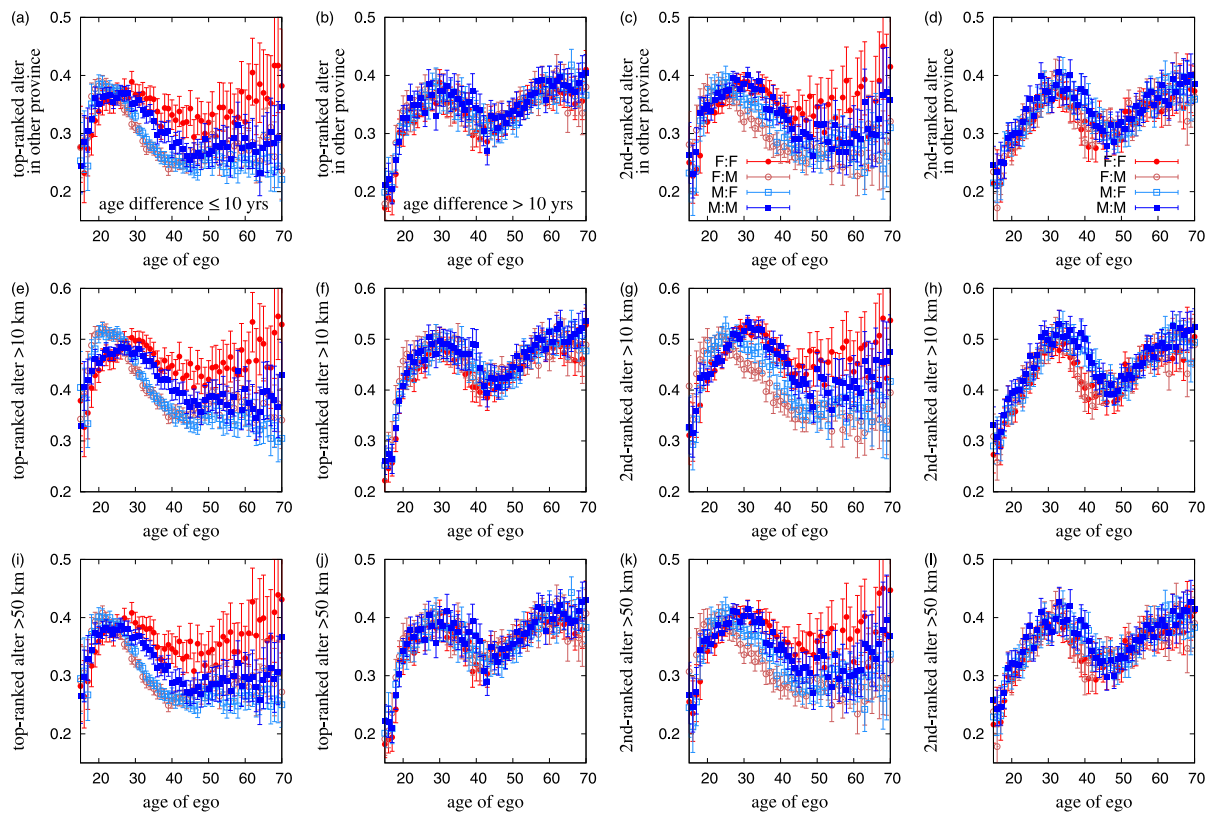 (a)
top-ranked alter
in other province
0.5
0.4
0.3
0.2
age difference ≤ 10 yrs
20 30 40 50 60 70
age of ego
(b)
top-ranked alter
in other province
0.5
0.4
0.3
0.2
age difference > 10 yrs
20 30 40 50 60 70
age of ego
(c)
2nd-ranked alter
in other province
0.5
0.4
0.3
0.2
F:F
F:M
M:F
M:M
20 30 40 50 60 70
age of ego
(d)
2nd-ranked alter
in other province
0.5
0.4
0.3
0.2
F:F
F:M
M:F
M:M
20 30 40 50 60 70
age of ego
(e)
top-ranked alter >10 km
0.6
0.5
0.4
0.3
0.2
20 30 40 50 60 70
age of ego
(f)
top-ranked alter >10 km
0.6
0.5
0.4
0.3
0.2
20 30 40 50 60 70
age of ego
(g)
2nd-ranked alter >10 km
0.6
0.5
0.4
0.3
0.2
20 30 40 50 60 70
age of ego
(h)
2nd-ranked alter >10 km
0.6
0.5
0.4
0.3
0.2
20 30 40 50 60 70
age of ego
(i)
top-ranked alter >50 km
0.5
0.4
0.3
0.2
20 30 40 50 60 70
age of ego
(j)
top-ranked alter >50 km
0.5
0.4
0.3
0.2
20 30 40 50 60 70
age of ego
(k)
2nd-ranked alter >50 km
0.5
0.4
0.3
0.2
20 30 40 50 60 70
age of ego
(l)
2nd-ranked alter >50 km
0.5
0.4
0.3
0.2
20 30 40 50 60 70
age of ego